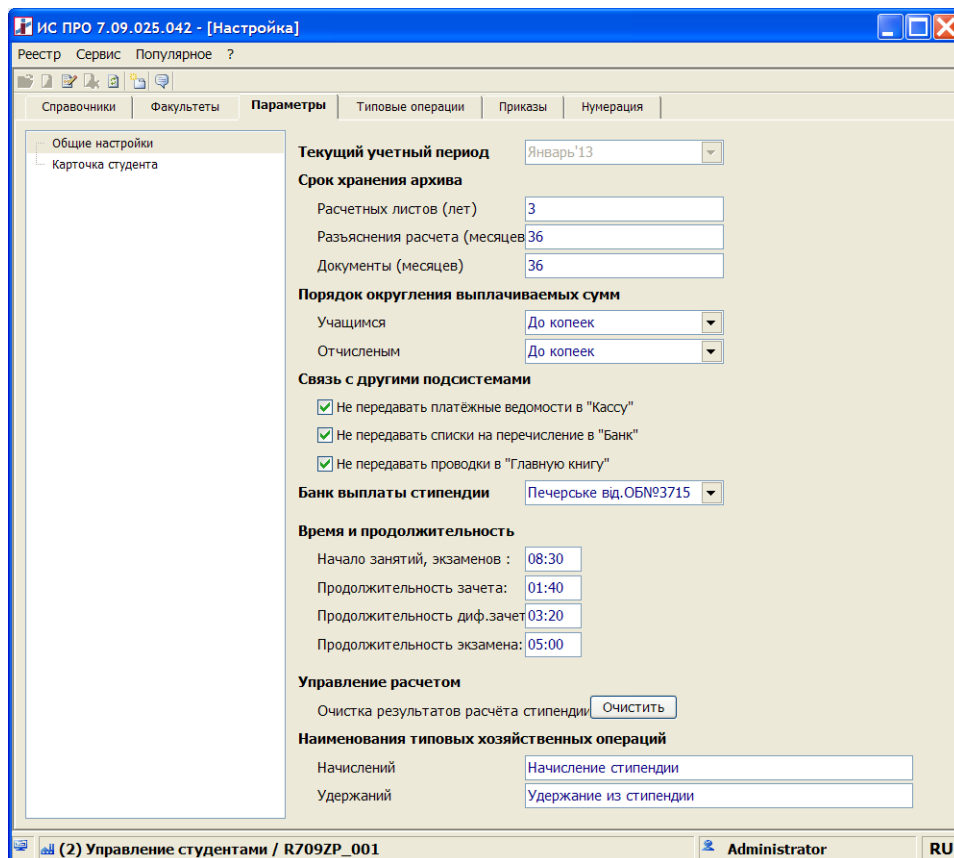 ИС ПРО 7.09.025.042 - [Настройка]
Реестр Сервис Популярное ?
Справочники Факультеты Параметры Типовые операции Приказы Нумерация
Общие настройки
Карточка студента
Текущий учетный период Январь'13
Срок хранения архива
Расчетных листов (лет) 3
Разъяснения расчета (месяцев 36
Документы (месяцев) 36
Порядок округления выплачиваемых сумм
Учащимся До копеек
Отчисленым До копеек
Связь с другими подсистемами
Не передавать платёжные ведомости в "Кассу"
Не передавать списки на перечисление в "Банк"
Не передавать проводки в "Главную книгу"
Банк выплаты стипендии Печерське від.ОБ№3715
Время и продолжительность
Начало занятий, экзаменов : 08:30
Продолжительность зачета: 01:40
Продолжительность диф.зачет 03:20
Продолжительность экзамена: 05:00
Управление расчетом
Очистка результатов расчёта стипендии Очистить
Наименования типовых хозяйственных операций
Начислений Начисление стипендии
Удержаний Удержание из стипендии
(2) Управление студентами / R709ZP_001 Administrator RU